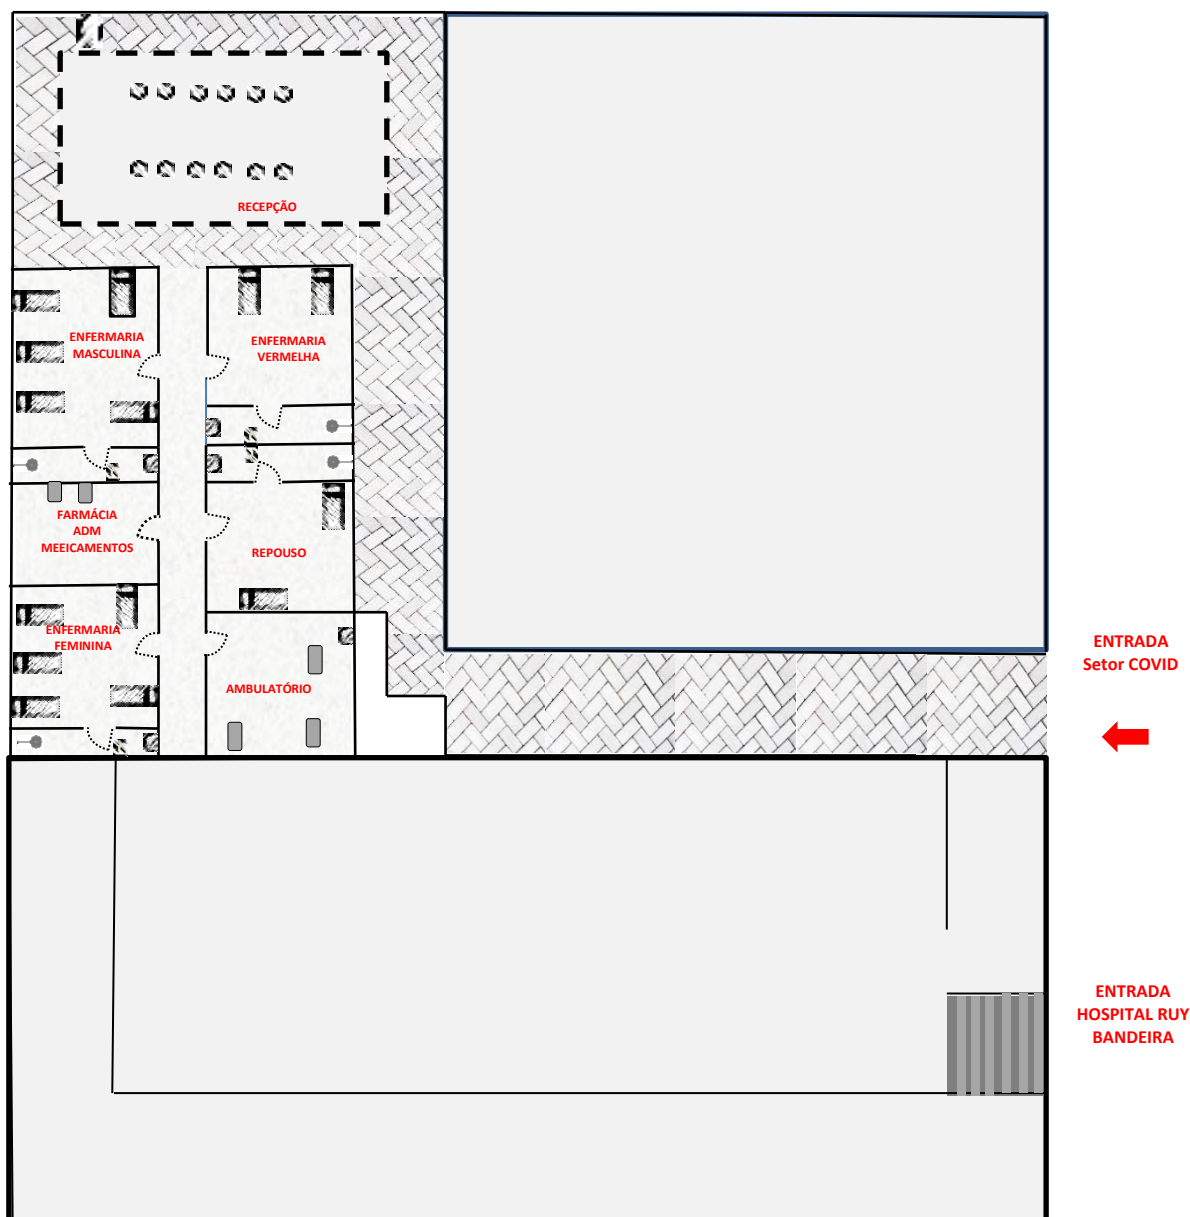 RECEPÇÃO
ENFERMARIA
MASCULINA
ENFERMARIA
VERMELHA
FARMÁCIA
ADM
MEEICAMENTOS
REPOUSO
ENFERMARIA
FEMININA
AMBULATÓRIO
ENTRADA
Setor COVID
ENTRADA
HOSPITAL RUY
BANDEIRA